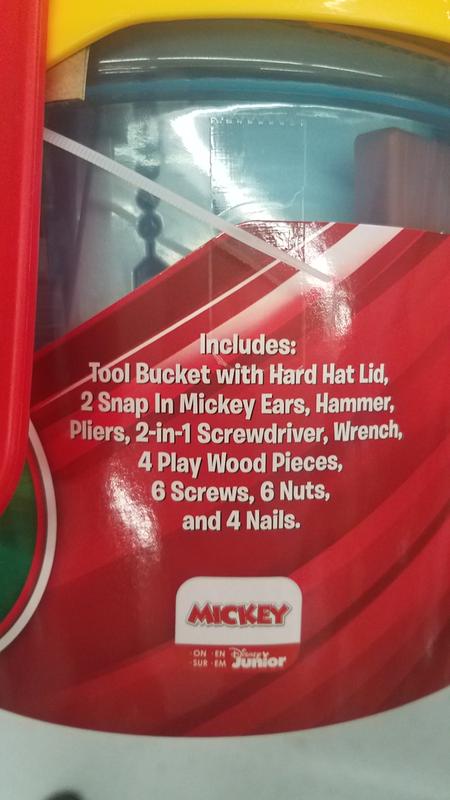 Includes:
Tool Bucket with Hard Hat Lid,
2 Snap In Mickey Ears, Hammer,
Pliers, 2-in-1 Screwdriver, Wrench,
4 Play Wood Pieces,
6 Screws, 6 Nuts,
and 4 Nails.
MICKEY
· ON · EN Disney
· SUR · EM Junior